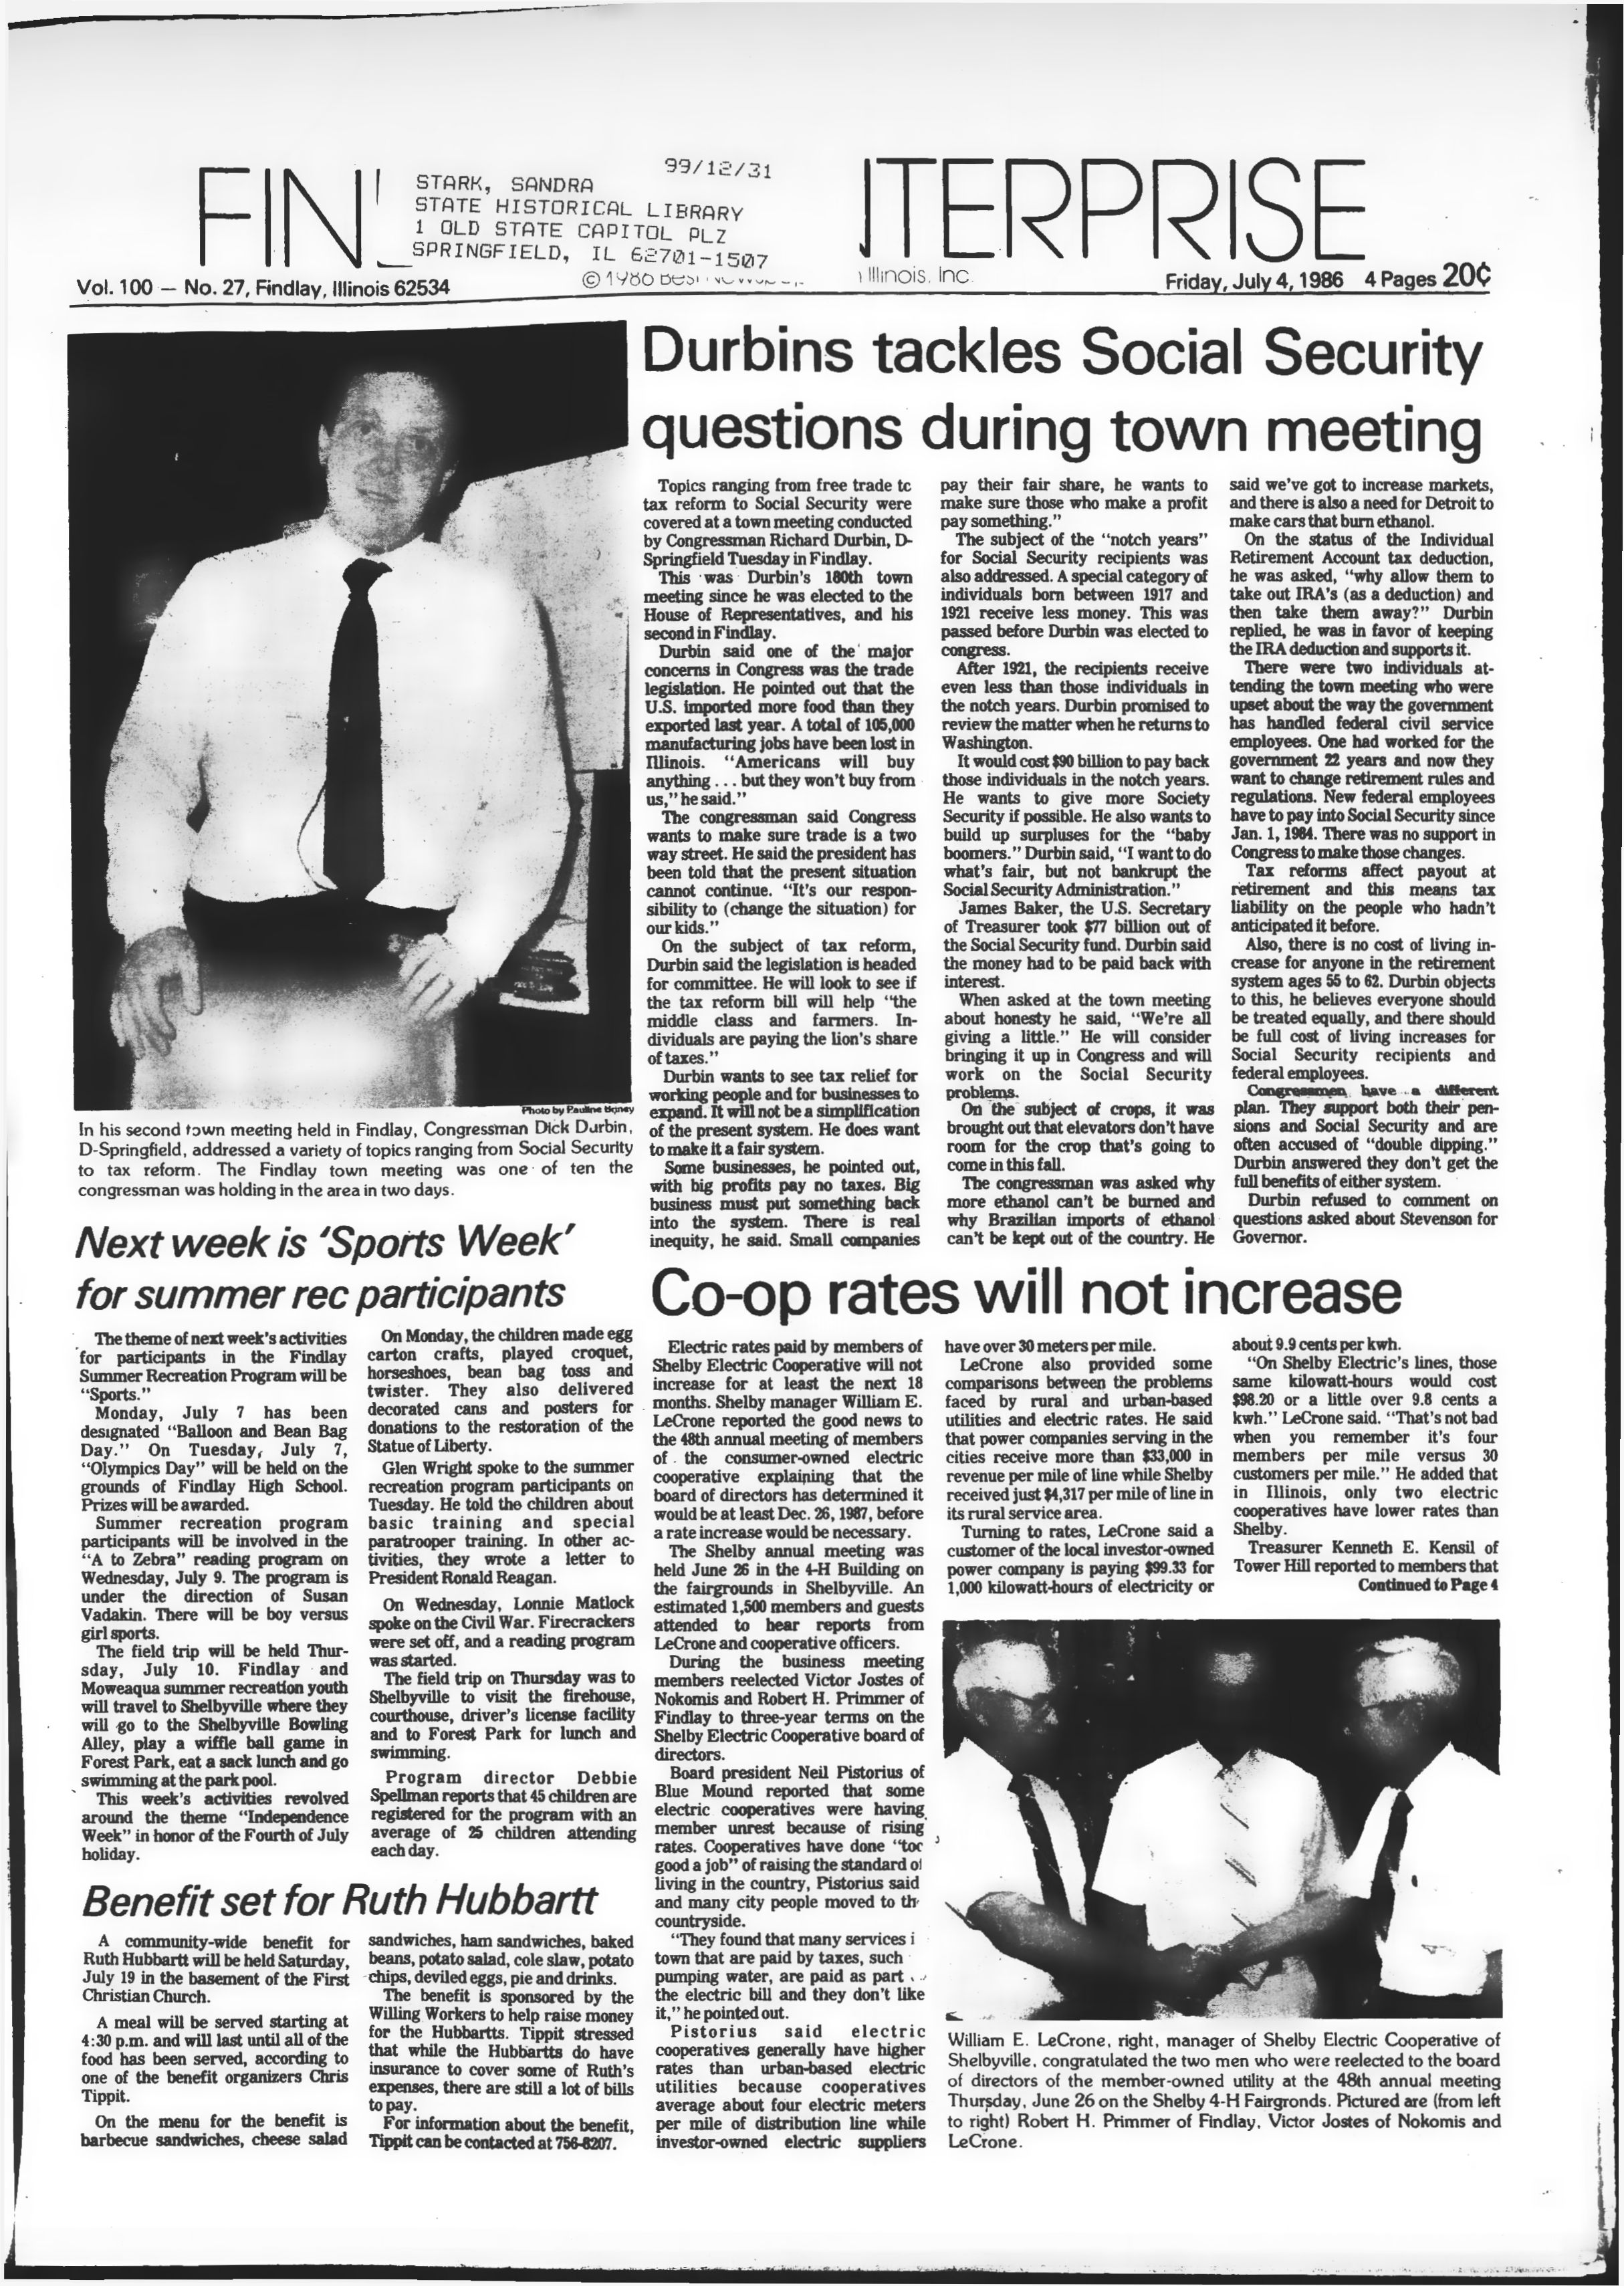 FIN
99/12/31
STARK, SANDRA
STATE HISTORICAL LIBRARY
1 OLD STATE CAPITOL PLZ
SPRINGFIELD, IL 62701-1507
TERPRISE
Vol. 100 — No. 27, Findlay, Illinois 62534
©1986
Illinois, Inc.
Friday, July 4, 1986 4 Pages 20¢
Photo by Pauline
In his second town meeting held in Findlay, Congressman Dick Durbin,
D-Springfield, addressed a variety of topics ranging from Social Security
to tax reform. The Findlay town meeting was one of ten the
congressman was holding in the area in two days.
Durbins tackles Social Security
questions during town meeting
Topics ranging from free trade tc
tax reform to Social Security were
covered at a town meeting conducted
by Congressman Richard Durbin, D-
Springfield Tuesday in Findlay.
This was Durbin's 180th town
meeting since he was elected to the
House of Representatives, and his
second in Findlay.
Durbin said one of the major
concerns in Congress was the trade
legislation. He pointed out that the
U.S. imported more food than they
exported last year. A total of 105,000
manufacturing jobs have been lost in
Illinois. "Americans will buy
anything . . . but they won't buy from
us," he said."
The congressman said Congress
wants to make sure trade is a two
way street. He said the president has
been told that the present situation
cannot continue. "It's our respon-
sibility to (change the situation) for
our kids."
On the subject of tax reform,
Durbin said the legislation is headed
for committee. He will look to see if
the tax reform bill will help "the
middle class and farmers. In-
dividuals are paying the lion's share
of taxes."
Durbin wants to see tax relief for
working people and for businesses to
expand. It will not be a simplification
of the present system. He does want
to make it a fair system.
Some businesses, he pointed out,
with big profits pay no taxes. Big
business must put something back
into the system. There is real
inequity, he said. Small companies
pay their fair share, he wants to
make sure those who make a profit
pay something."
The subject of the "notch years"
for Social Security recipients was
also addressed. A special category of
individuals born between 1917 and
1921 receive less money. This was
passed before Durbin was elected to
congress.
After 1921, the recipients receive
even less than those individuals in
the notch years. Durbin promised to
review the matter when he returns to
Washington.
It would cost $90 billion to pay back
those individuals in the notch years.
He wants to give more Society
Security if possible. He also wants to
build up surpluses for the "baby
boomers." Durbin said, "I want to do
what's fair, but not bankrupt the
Social Security Administration."
James Baker, the U.S. Secretary
of Treasurer took $77 billion out of
the Social Security fund. Durbin said
the money had to be paid back with
interest.
When asked at the town meeting
about honesty he said, "We're all
giving a little." He will consider
bringing it up in Congress and will
work on the Social Security
problems.
On the subject of crops, it was
brought out that elevators don't have
room for the crop that's going to
come in this fall.
The congressman was asked why
more ethanol can't be burned and
why Brazilian imports of ethanol
can't be kept out of the country. He
said we've got to increase markets,
and there is also a need for Detroit to
make cars that burn ethanol.
On the status of the Individual
Retirement Account tax deduction,
he was asked, "why allow them to
take out IRA's (as a deduction) and
then take them away?" Durbin
replied, he was in favor of keeping
the IRA deduction and supports it.
There were two individuals at-
tending the town meeting who were
upset about the way the government
has handled federal civil service
employees. One had worked for the
government 22 years and now they
want to change retirement rules and
regulations. New federal employees
have to pay into Social Security since
Jan. 1, 1984. There was no support in
Congress to make those changes.
Tax reforms affect payout at
retirement and this means tax
liability on the people who hadn't
anticipated it before.
Also, there is no cost of living in-
crease for anyone in the retirement
system ages 55 to 62. Durbin objects
to this, he believes everyone should
be treated equally, and there should
be full cost of living increases for
Social Security recipients and
federal employees.
Congressmen have a different
plan. They support both their pen-
sions and Social Security and are
often accused of "double dipping."
Durbin answered they don't get the
full benefits of either system.
Durbin refused to comment on
questions asked about Stevenson for
Governor.
Next week is 'Sports Week'
for summer rec participants
The theme of next week's activities
for participants in the Findlay
Summer Recreation Program will be
"Sports."
Monday, July 7 has been
designated "Balloon and Bean Bag
Day." On Tuesday, July 7,
"Olympics Day" will be held on the
grounds of Findlay High School.
Prizes will be awarded.
Summer recreation program
participants will be involved in the
"A to Zebra" reading program on
Wednesday, July 9. The program is
under the direction of Susan
Vadakin. There will be boy versus
girl sports.
The field trip will be held Thur-
sday, July 10. Findlay and
Moweaqua summer recreation youth
will travel to Shelbyville where they
will go to the Shelbyville Bowling
Alley, play a wiffle ball game in
Forest Park, eat a sack lunch and go
swimming at the park pool.
This week's activities revolved
around the theme "Independence
Week" in honor of the Fourth of July
holiday.
On Monday, the children made egg
carton crafts, played croquet,
horseshoes, bean bag toss and
twister. They also delivered
decorated cans and posters for
donations to the restoration of the
Statue of Liberty.
Glen Wright spoke to the summer
recreation program participants on
Tuesday. He told the children about
basic training and special
paratrooper training. In other ac-
tivities, they wrote a letter to
President Ronald Reagan.
On Wednesday, Lonnie Matlock
spoke on the Civil War. Firecrackers
were set off, and a reading program
was started.
The field trip on Thursday was to
Shelbyville to visit the firehouse,
courthouse, driver's license facility
and to Forest Park for lunch and
swimming.
Program director Debbie
Spellman reports that 45 children are
registered for the program with an
average of 25 children attending
each day.
Benefit set for Ruth Hubbartt
A community-wide benefit for
Ruth Hubbartt will be held Saturday,
July 19 in the basement of the First
Christian Church.
A meal will be served starting at
4:30 p.m. and will last until all of the
food has been served, according to
one of the benefit organizers Chris
Tippit.
On the menu for the benefit is
barbecue sandwiches, cheese salad
sandwiches, ham sandwiches, baked
beans, potato salad, cole slaw, potato
chips, deviled eggs, pie and drinks.
The benefit is sponsored by the
Willing Workers to help raise money
for the Hubbartts. Tippit stressed
that while the Hubbartts do have
insurance to cover some of Ruth's
expenses, there are still a lot of bills
to pay.
For information about the benefit,
Tippit can be contacted at 756-8207.
Co-op rates will not increase
Electric rates paid by members of
Shelby Electric Cooperative will not
increase for at least the next 18
months. Shelby manager William E.
LeCrone reported the good news to
the 48th annual meeting of members
of the consumer-owned electric
cooperative explaining that the
board of directors has determined it
would be at least Dec. 26, 1987, before
a rate increase would be necessary.
The Shelby annual meeting was
held June 26 in the 4-H Building on
the fairgrounds in Shelbyville. An
estimated 1,500 members and guests
attended to hear reports from
LeCrone and cooperative officers.
During the business meeting
members reelected Victor Jostes of
Nokomis and Robert H. Primmer of
Findlay to three-year terms on the
Shelby Electric Cooperative board of
directors.
Board president Neil Pistorius of
Blue Mound reported that some
electric cooperatives were having
member unrest because of rising
rates. Cooperatives have done "toc
good a job" of raising the standard of
living in the country, Pistorius said
and many city people moved to th
countryside.
"They found that many services i
town that are paid by taxes, such
pumping water, are paid as part
the electric bill and they don't like
it," he pointed out.
Pistorius said electric
cooperatives generally have higher
rates than urban-based electric
utilities because cooperatives
average about four electric meters
per mile of distribution line while
investor-owned electric suppliers
have over 30 meters per mile.
LeCrone also provided some
comparisons between the problems
faced by rural and urban-based
utilities and electric rates. He said
that power companies serving in the
cities receive more than $33,000 in
revenue per mile of line while Shelby
received just $4,317 per mile of line in
its rural service area.
Turning to rates, LeCrone said a
customer of the local investor-owned
power company is paying $99.33 for
1,000 kilowatt-hours of electricity or
about 9.9 cents per kwh.
"On Shelby Electric's lines, those
same kilowatt-hours would cost
$98.20 or a little over 9.8 cents a
kwh." LeCrone said. "That's not bad
when you remember it's four
members per mile versus 30
customers per mile." He added that
in Illinois, only two electric
cooperatives have lower rates than
Shelby.
Treasurer Kenneth E. Kensil of
Tower Hill reported to members that
Continued to Page 4
William E. LeCrone, right, manager of Shelby Electric Cooperative of
Shelbyville, congratulated the two men who were reelected to the board
of directors of the member-owned utility at the 48th annual meeting
Thursday, June 26 on the Shelby 4-H Fairgronds. Pictured are (from left
to right) Robert H. Primmer of Findlay, Victor Jostes of Nokomis and
LeCrone.